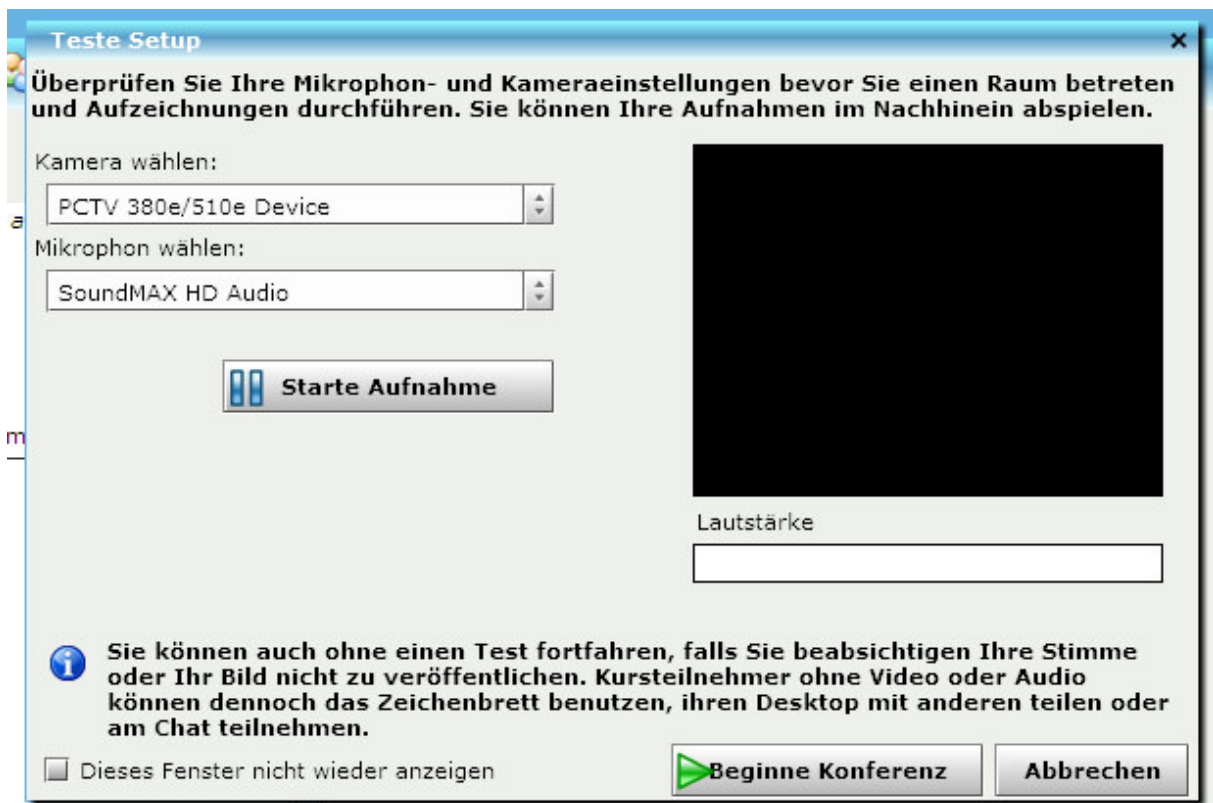 Teste Setup
Überprüfen Sie Ihre Mikrophon- und Kameraeinstellungen bevor Sie einen Raum betreten
und Aufzeichnungen durchführen. Sie können Ihre Aufnahmen im Nachhinein abspielen.
Kamera wählen:
PCTV 380e/510e Device
Mikrophon wählen:
SoundMAX HD Audio
Starte Aufnahme
Lautstärke
Sie können auch ohne einen Test fortfahren, falls Sie beabsichtigen Ihre Stimme
oder Ihr Bild nicht zu veröffentlichen. Kursteilnehmer ohne Video oder Audio
können dennoch das Zeichenbrett benutzen, ihren Desktop mit anderen teilen oder
am Chat teilnehmen.
Dieses Fenster nicht wieder anzeigen
Beginne Konferenz
Abbrechen